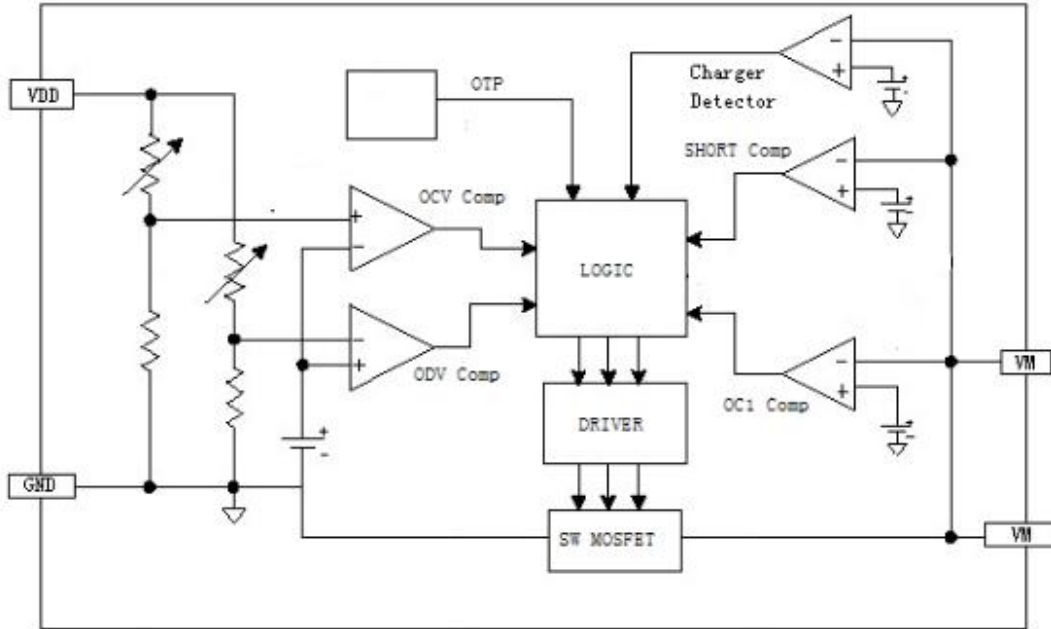 VDD
OTP
Charger
Detector
SHORT Comp
OCV Comp
+
−
LOGIC
−
+
ODV Comp
OC1 Comp
VM
DRIVER
GND
SW MOSFET
VM